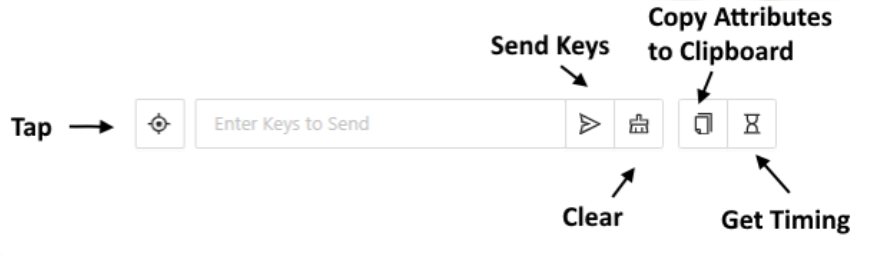 Copy Attributes
to Clipboard
Send Keys
Tap
Enter Keys to Send
Clear
Get Timing